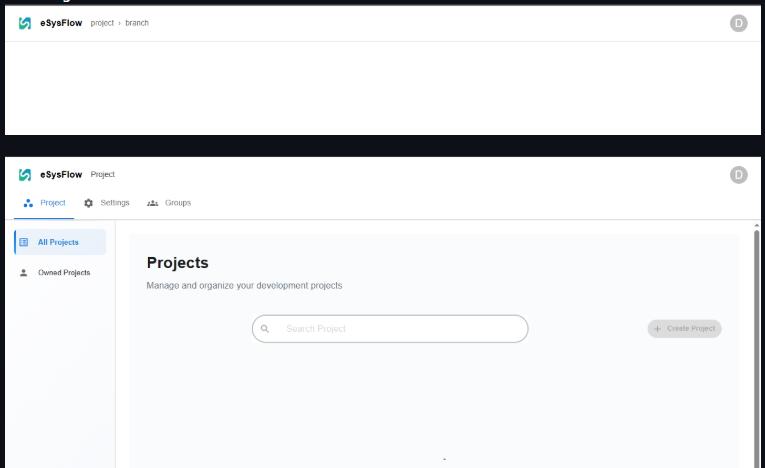 eSysFlow project › branch
D
eSysFlow Project
D
Project Settings Groups
All Projects
Owned Projects
Projects
Manage and organize your development projects
Search Project
+ Create Project